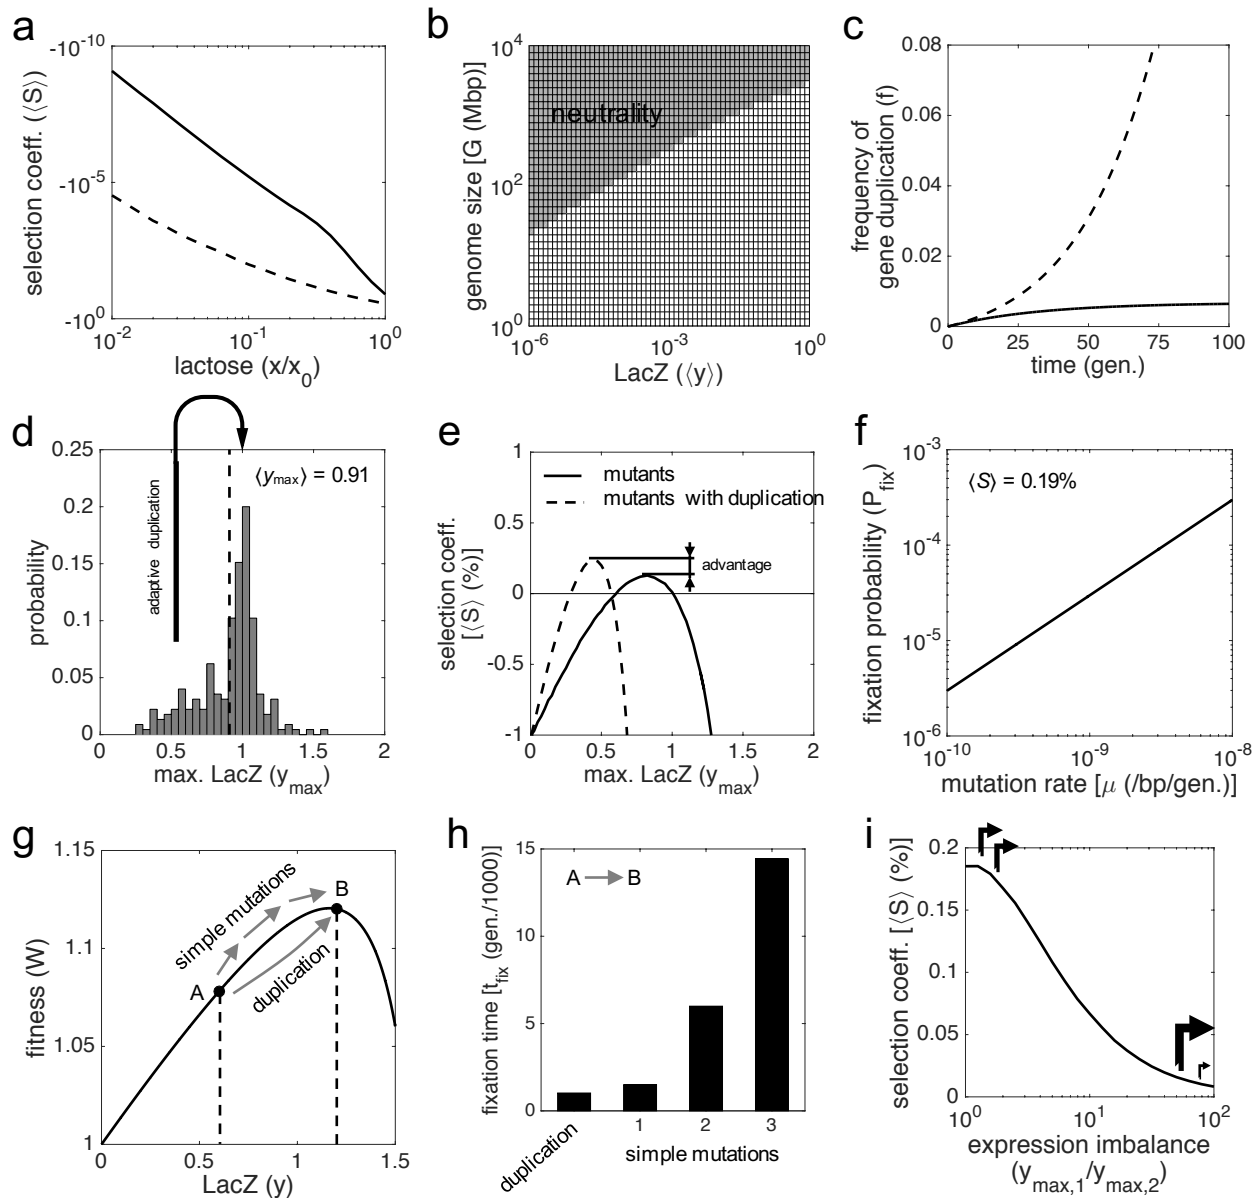 a
-10^-10
-10^-5
-10^0
selection coeff. (⟨S⟩)
10^-2
10^-1
10^0
lactose (x/x_0)
b
10^4
10^2
10^0
genome size [G (Mbp)]
neutrality
10^-6
10^-3
10^0
LacZ (⟨y⟩)
c
0.08
0.06
0.04
0.02
0
frequency of
gene duplication (f)
0
25
50
75
100
time (gen.)
d
0.25
0.2
0.15
0.1
0.05
0
probability
adaptive duplication
⟨y_max⟩ = 0.91
0
0.5
1
1.5
2
max. LacZ (y_max)
e
1
0.5
0
-0.5
-1
selection coeff.
[⟨S⟩ (%)]
mutants
mutants with duplication
advantage
0
0.5
1
1.5
2
max. LacZ (y_max)
f
10^-3
10^-4
10^-5
10^-6
fixation probability (P_fix)
⟨S⟩ = 0.19%
10^-10
10^-9
10^-8
mutation rate [μ (/bp/gen.)]
g
1.15
1.1
1.05
1
fitness (W)
simple mutations
duplication
A
B
0
0.5
1
1.5
LacZ (y)
h
15
10
5
0
fixation time [t_fix (gen./1000)]
A
B
duplication
1
2
3
simple mutations
i
0.2
0.15
0.1
0.05
0
selection coeff. [⟨S⟩ (%)]
10^0
10^1
10^2
expression imbalance
(y_max,1/y_max,2)